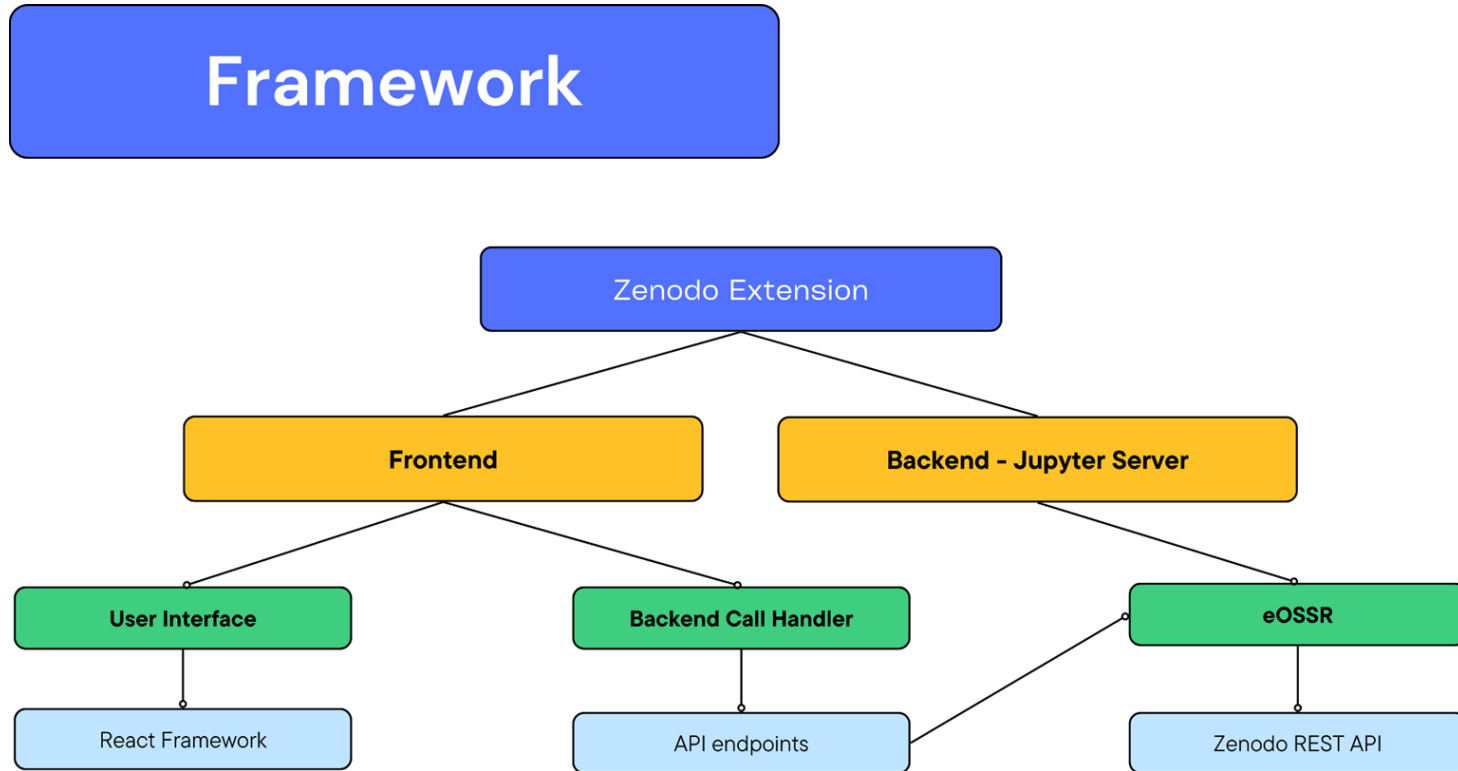 Framework
Zenodo Extension
Frontend
Backend - Jupyter Server
User Interface
Backend Call Handler
eOSSR
React Framework
API endpoints
Zenodo REST API